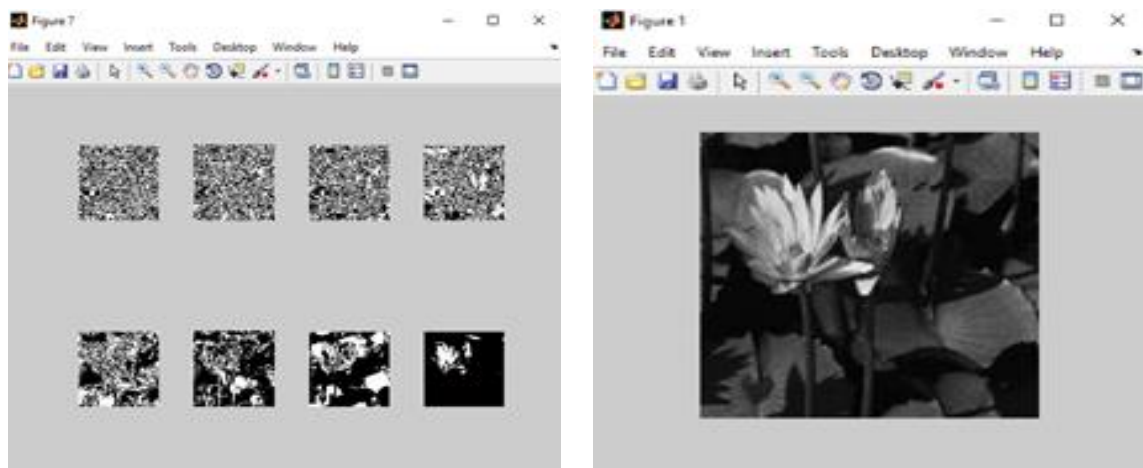 Figure 7
File Edit View Insert Tools Desktop Window Help
Figure 1
File Edit View Insert Tools Desktop Window Help